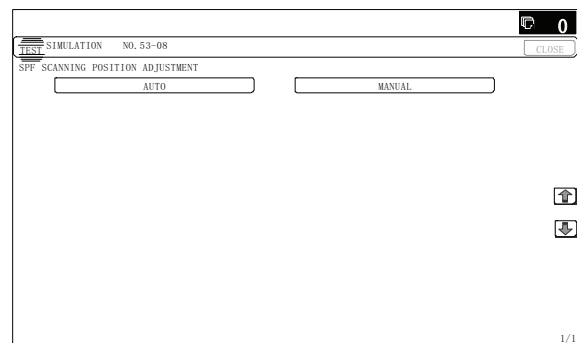 0
TEST SIMULATION NO. 53-08 CLOSE
SPF SCANNING POSITION ADJUSTMENT
AUTO MANUAL
1/1